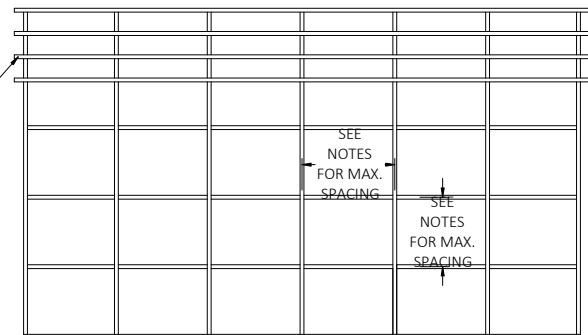 SEE
NOTES
FOR MAX.
SPACING
SEE
NOTES
FOR MAX.
SPACING